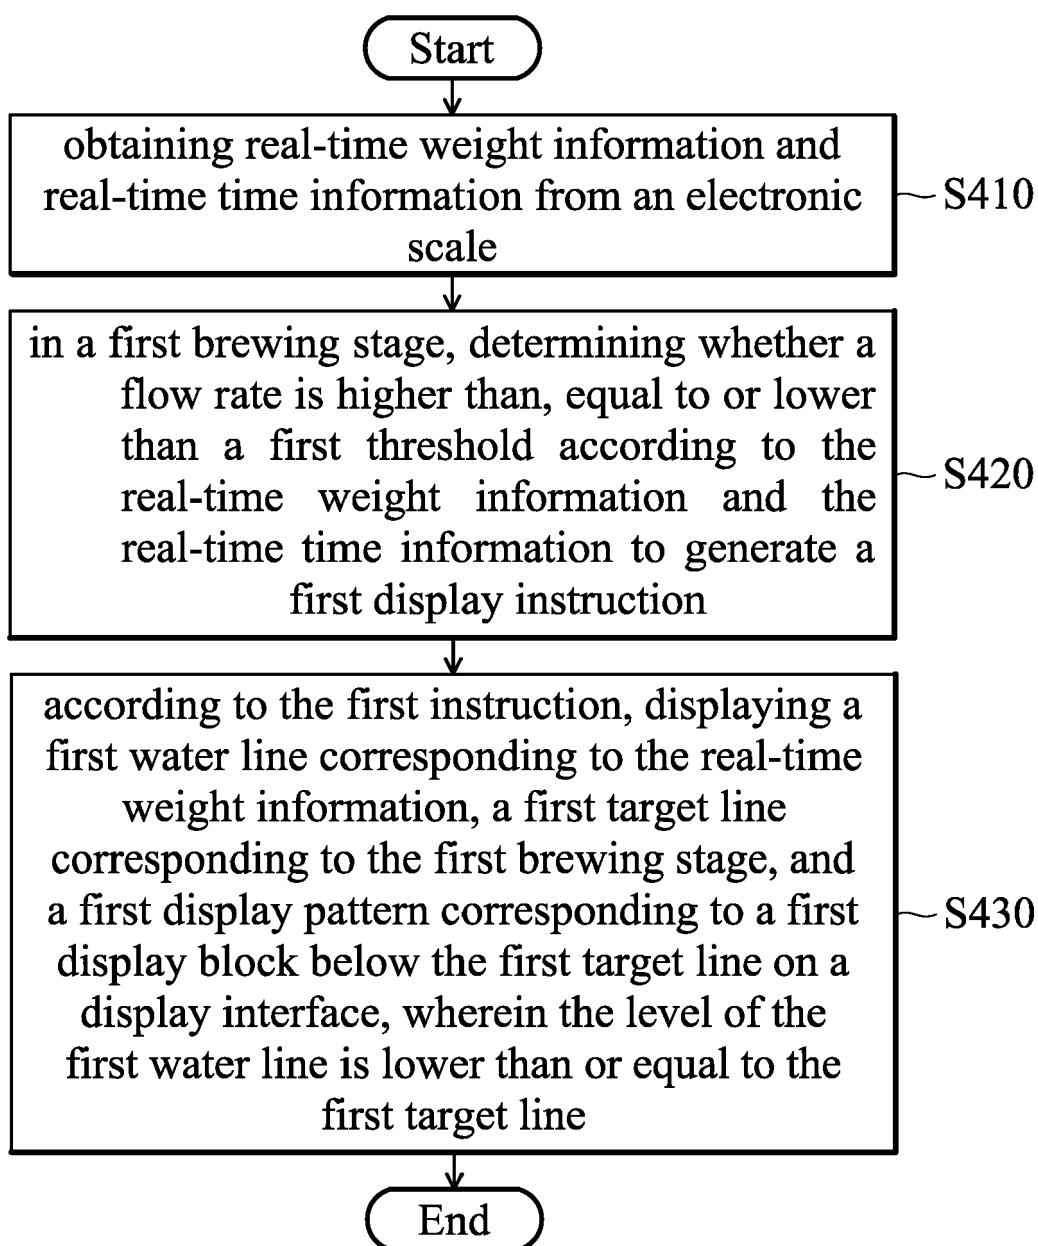 Start
obtaining real-time weight information and
real-time time information from an electronic
scale
S410
in a first brewing stage, determining whether a
flow rate is higher than, equal to or lower
than a first threshold according to the
real-time weight information and the
real-time time information to generate a
first display instruction
S420
according to the first instruction, displaying a
first water line corresponding to the real-time
weight information, a first target line
corresponding to the first brewing stage, and
a first display pattern corresponding to a first
display block below the first target line on a
display interface, wherein the level of the
first water line is lower than or equal to the
first target line
S430
End